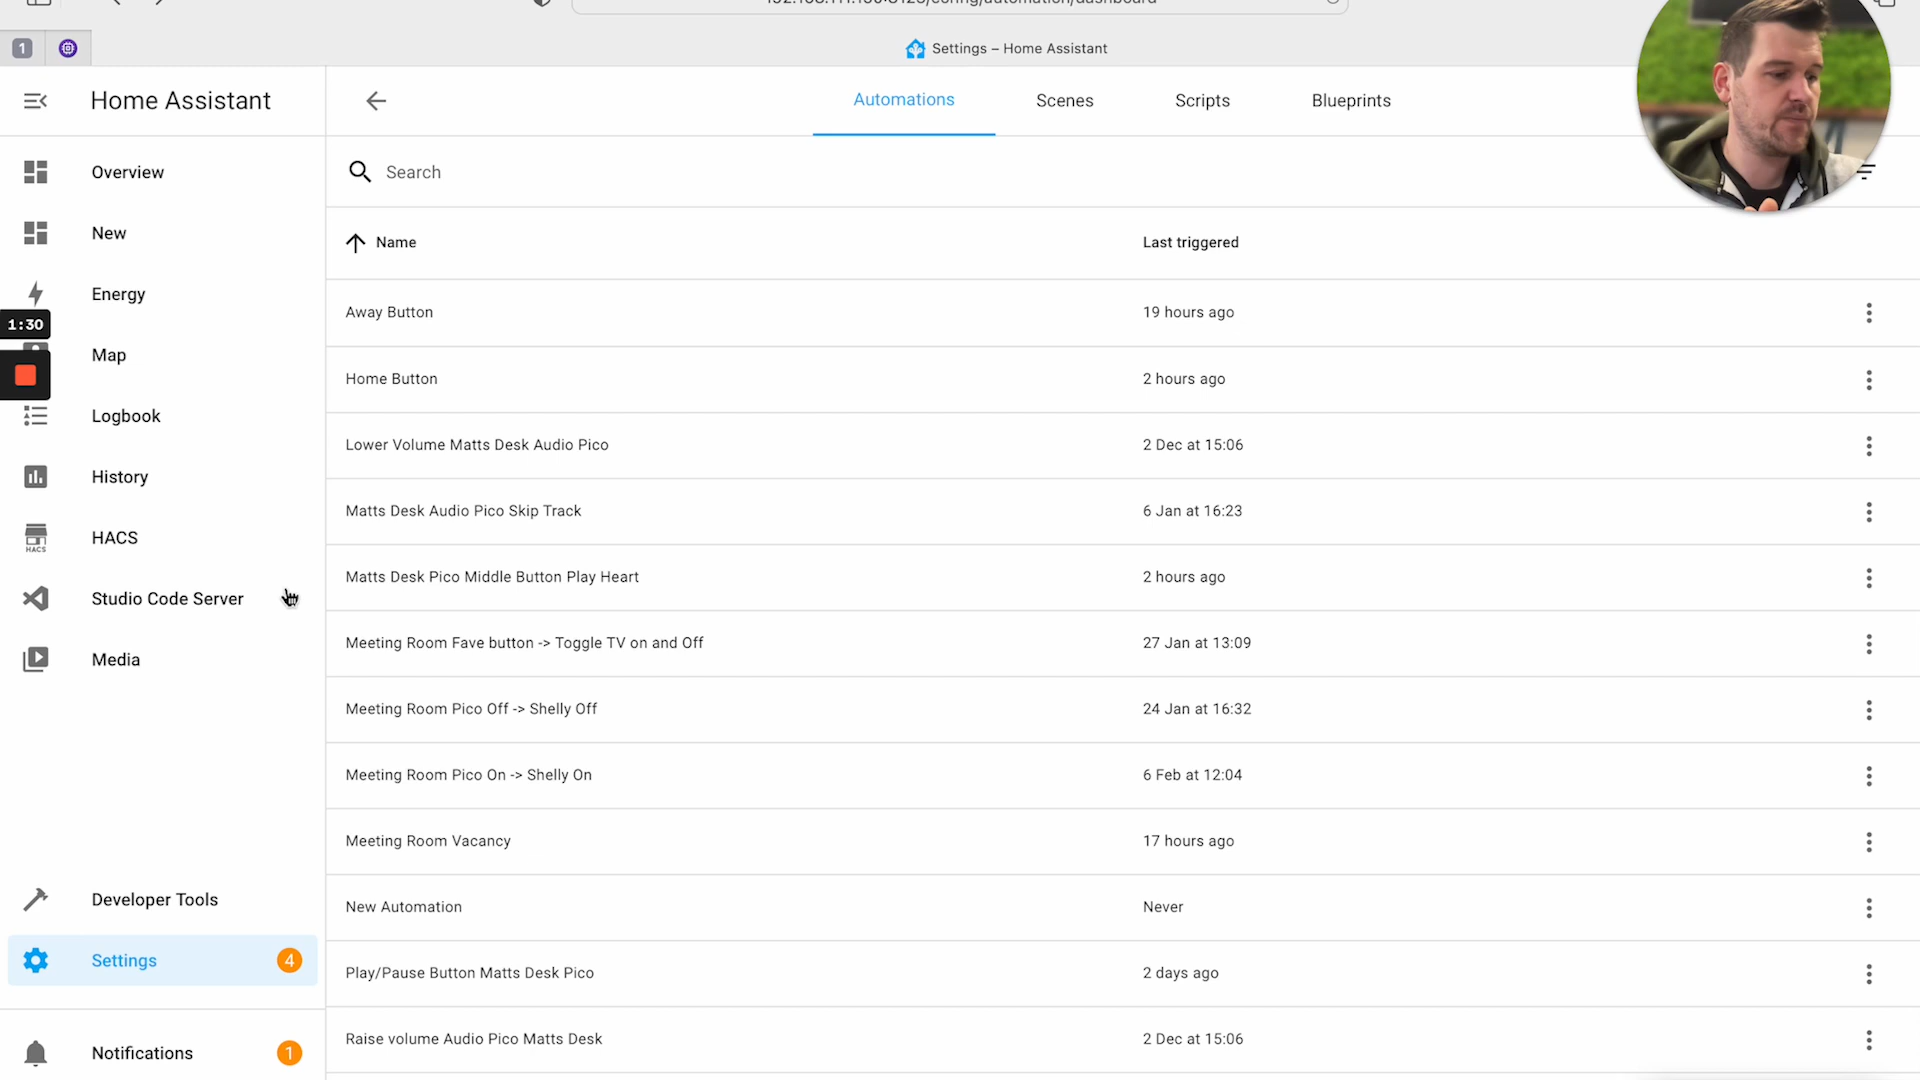 1
Settings – Home Assistant
Home Assistant
Automations
Scenes
Scripts
Blueprints
Overview
Search
New
Name
Last triggered
Energy
Away Button
19 hours ago
1:30
Map
Home Button
2 hours ago
Logbook
Lower Volume Matts Desk Audio Pico
2 Dec at 15:06
History
Matts Desk Audio Pico Skip Track
6 Jan at 16:23
HACS
HACS
Matts Desk Pico Middle Button Play Heart
2 hours ago
Studio Code Server
Meeting Room Fave button -> Toggle TV on and Off
27 Jan at 13:09
Media
Meeting Room Pico Off -> Shelly Off
24 Jan at 16:32
Meeting Room Pico On -> Shelly On
6 Feb at 12:04
Meeting Room Vacancy
17 hours ago
Developer Tools
New Automation
Never
Settings
4
Play/Pause Button Matts Desk Pico
2 days ago
Notifications
1
Raise volume Audio Pico Matts Desk
2 Dec at 15:06